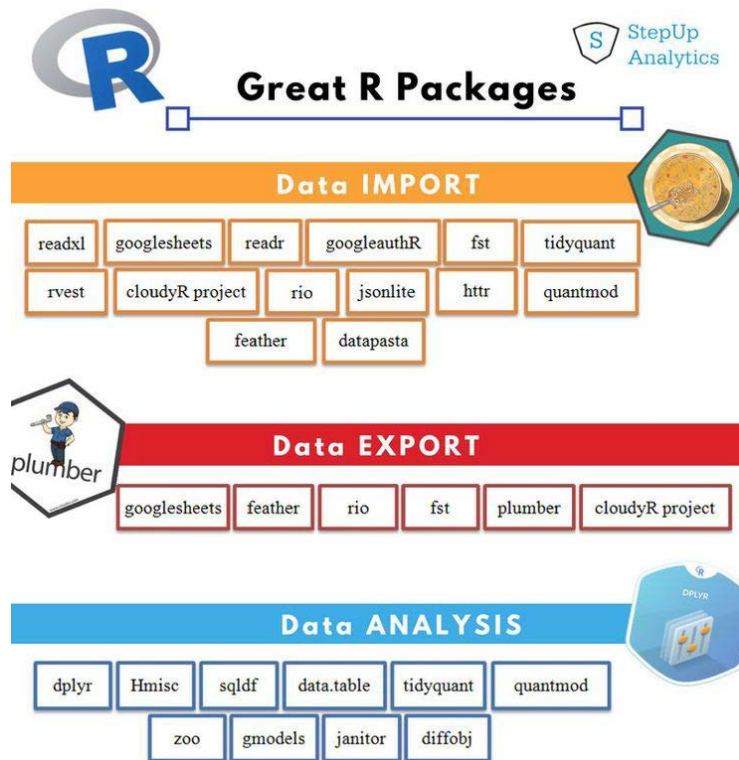 R
S StepUp Analytics
Great R Packages
Data IMPORT
readxl googlesheets readr googleauthR fst tidyquant
rvest cloudyR project rio jsonlite httr quantmod
feather datapasta
plumber
Data EXPORT
googlesheets feather rio fst plumber cloudyR project
R
DPLYR
Data ANALYSIS
dplyr Hmisc sqldf data.table tidyquant quantmod
zoo gmodels janitor diffobj